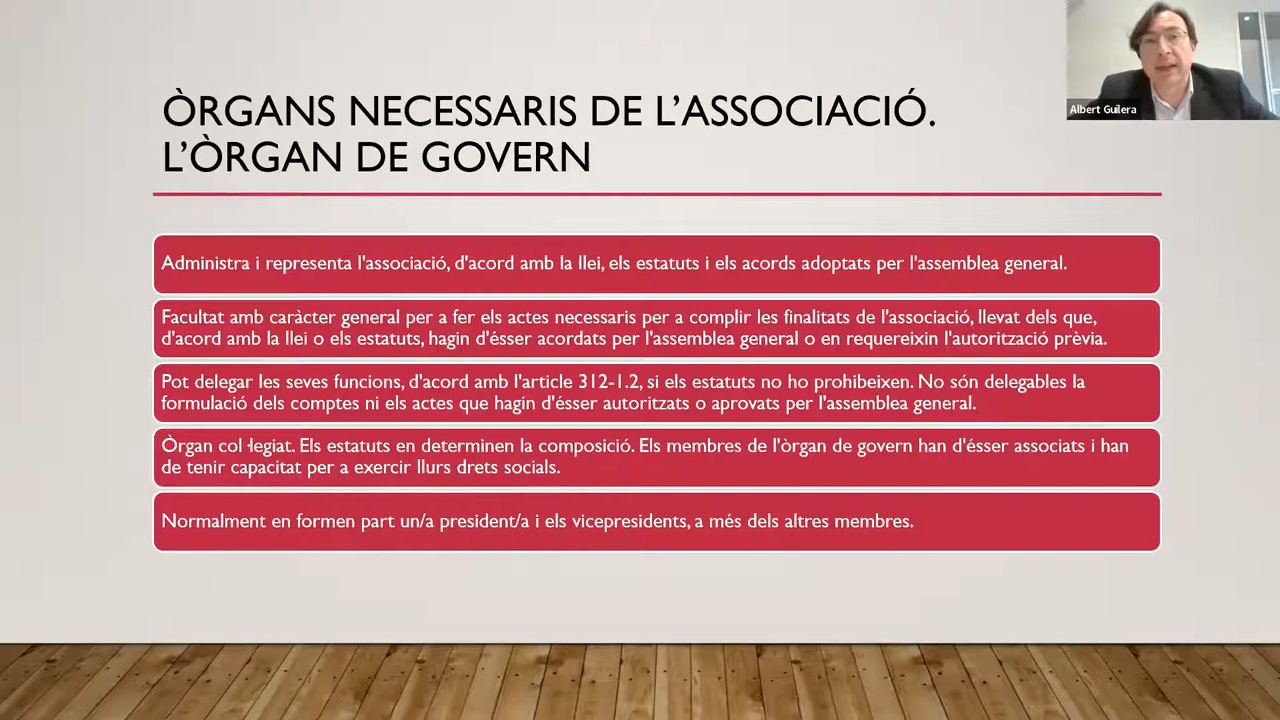 ÒRGANS NECESSARIS DE L’ASSOCIACIÓ.
L’ÒRGAN DE GOVERN
Albert Guilera
Administra i representa l'associació, d'acord amb la llei, els estatuts i els acords adoptats per l'assemblea general.
Facultat amb caràcter general per a fer els actes necessaris per a complir les finalitats de l'associació, llevat dels que,
d'acord amb la llei o els estatuts, hagin d'ésser acordats per l'assemblea general o en requereixin l'autorització prèvia.
Pot delegar les seves funcions, d'acord amb l'article 312-1.2, si els estatuts no ho prohibeixen. No són delegables la
formulació dels comptes ni els actes que hagin d'ésser autoritzats o aprovats per l'assemblea general.
Òrgan col·legiat. Els estatuts en determinen la composició. Els membres de l'òrgan de govern han d'ésser associats i han
de tenir capacitat per a exercir llurs drets socials.
Normalment en formen part un/a president/a i els vicepresidents, a més dels altres membres.